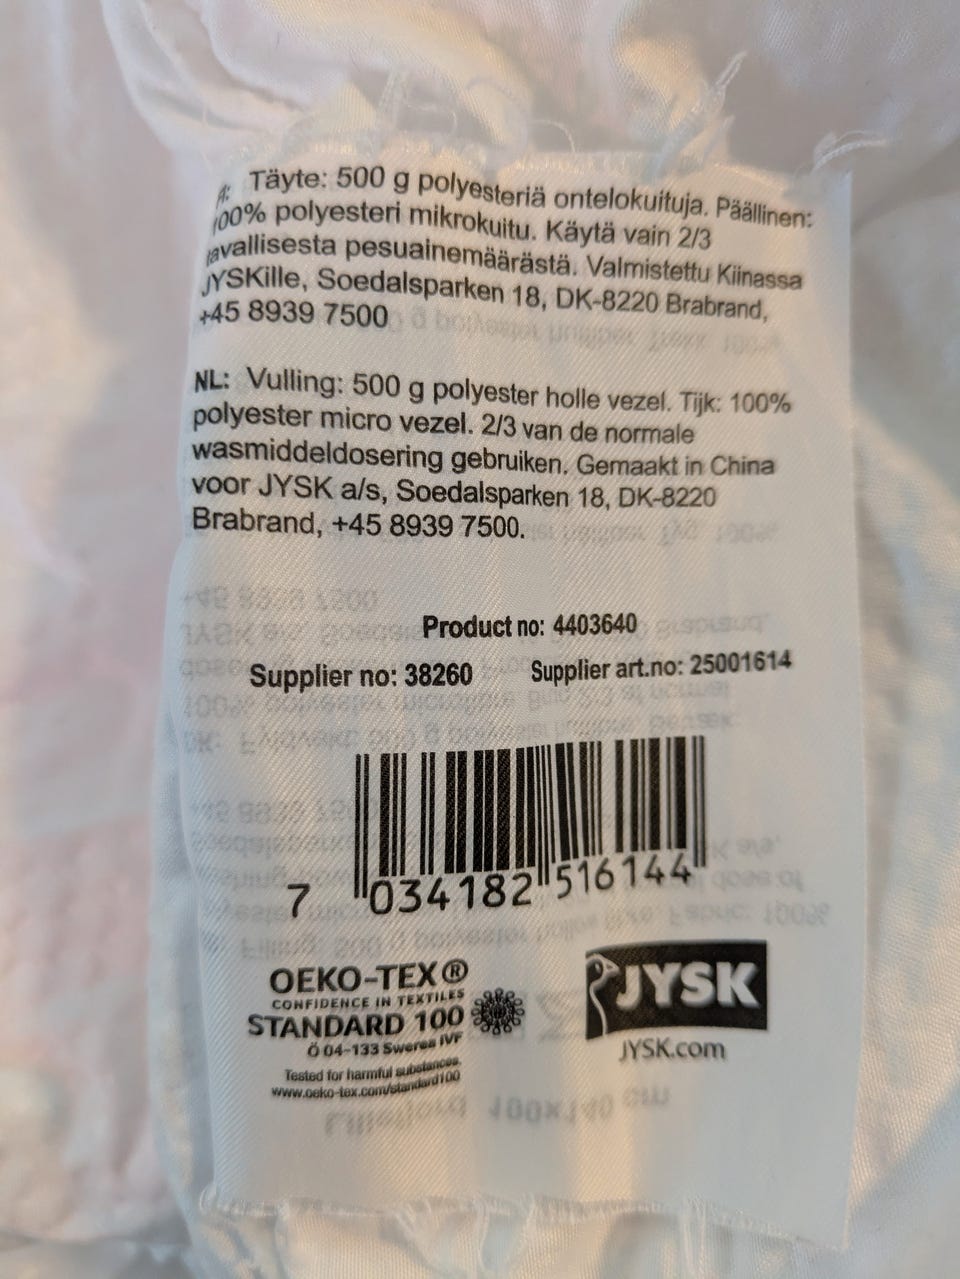 Täyte: 500 g polyesteriä ontelokuituja. Päällinen:
100% polyesteri mikrokuitu. Käytä vain 2/3
tavallisesta pesuainemäärästä. Valmistettu Kiinassa
JYSKille, Soedalsparken 18, DK-8220 Brabrand,
+45 8939 7500
NL: Vulling: 500 g polyester holle vezel. Tijk: 100%
polyester micro vezel. 2/3 van de normale
wasmiddeldosering gebruiken. Gemaakt in China
voor JYSK a/s, Soedalsparken 18, DK-8220
Brabrand, +45 8939 7500.
Product no: 4403640
Supplier no: 38260 Supplier art.no: 25001614
7 034182 516144
OEKO-TEX®
CONFIDENCE IN TEXTILES
STANDARD 100
Ö 04-133 Swerea IVF
Tested for harmful substances.
www.oeko-tex.com/standard100
JYSK
JYSK.com